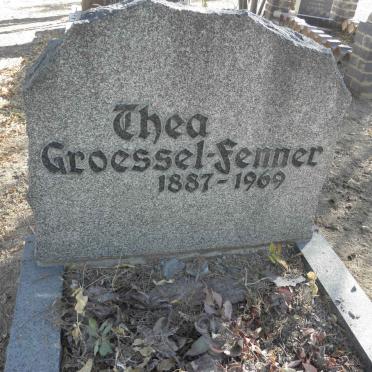 Thea
Groessel-Fenner
1887-1969